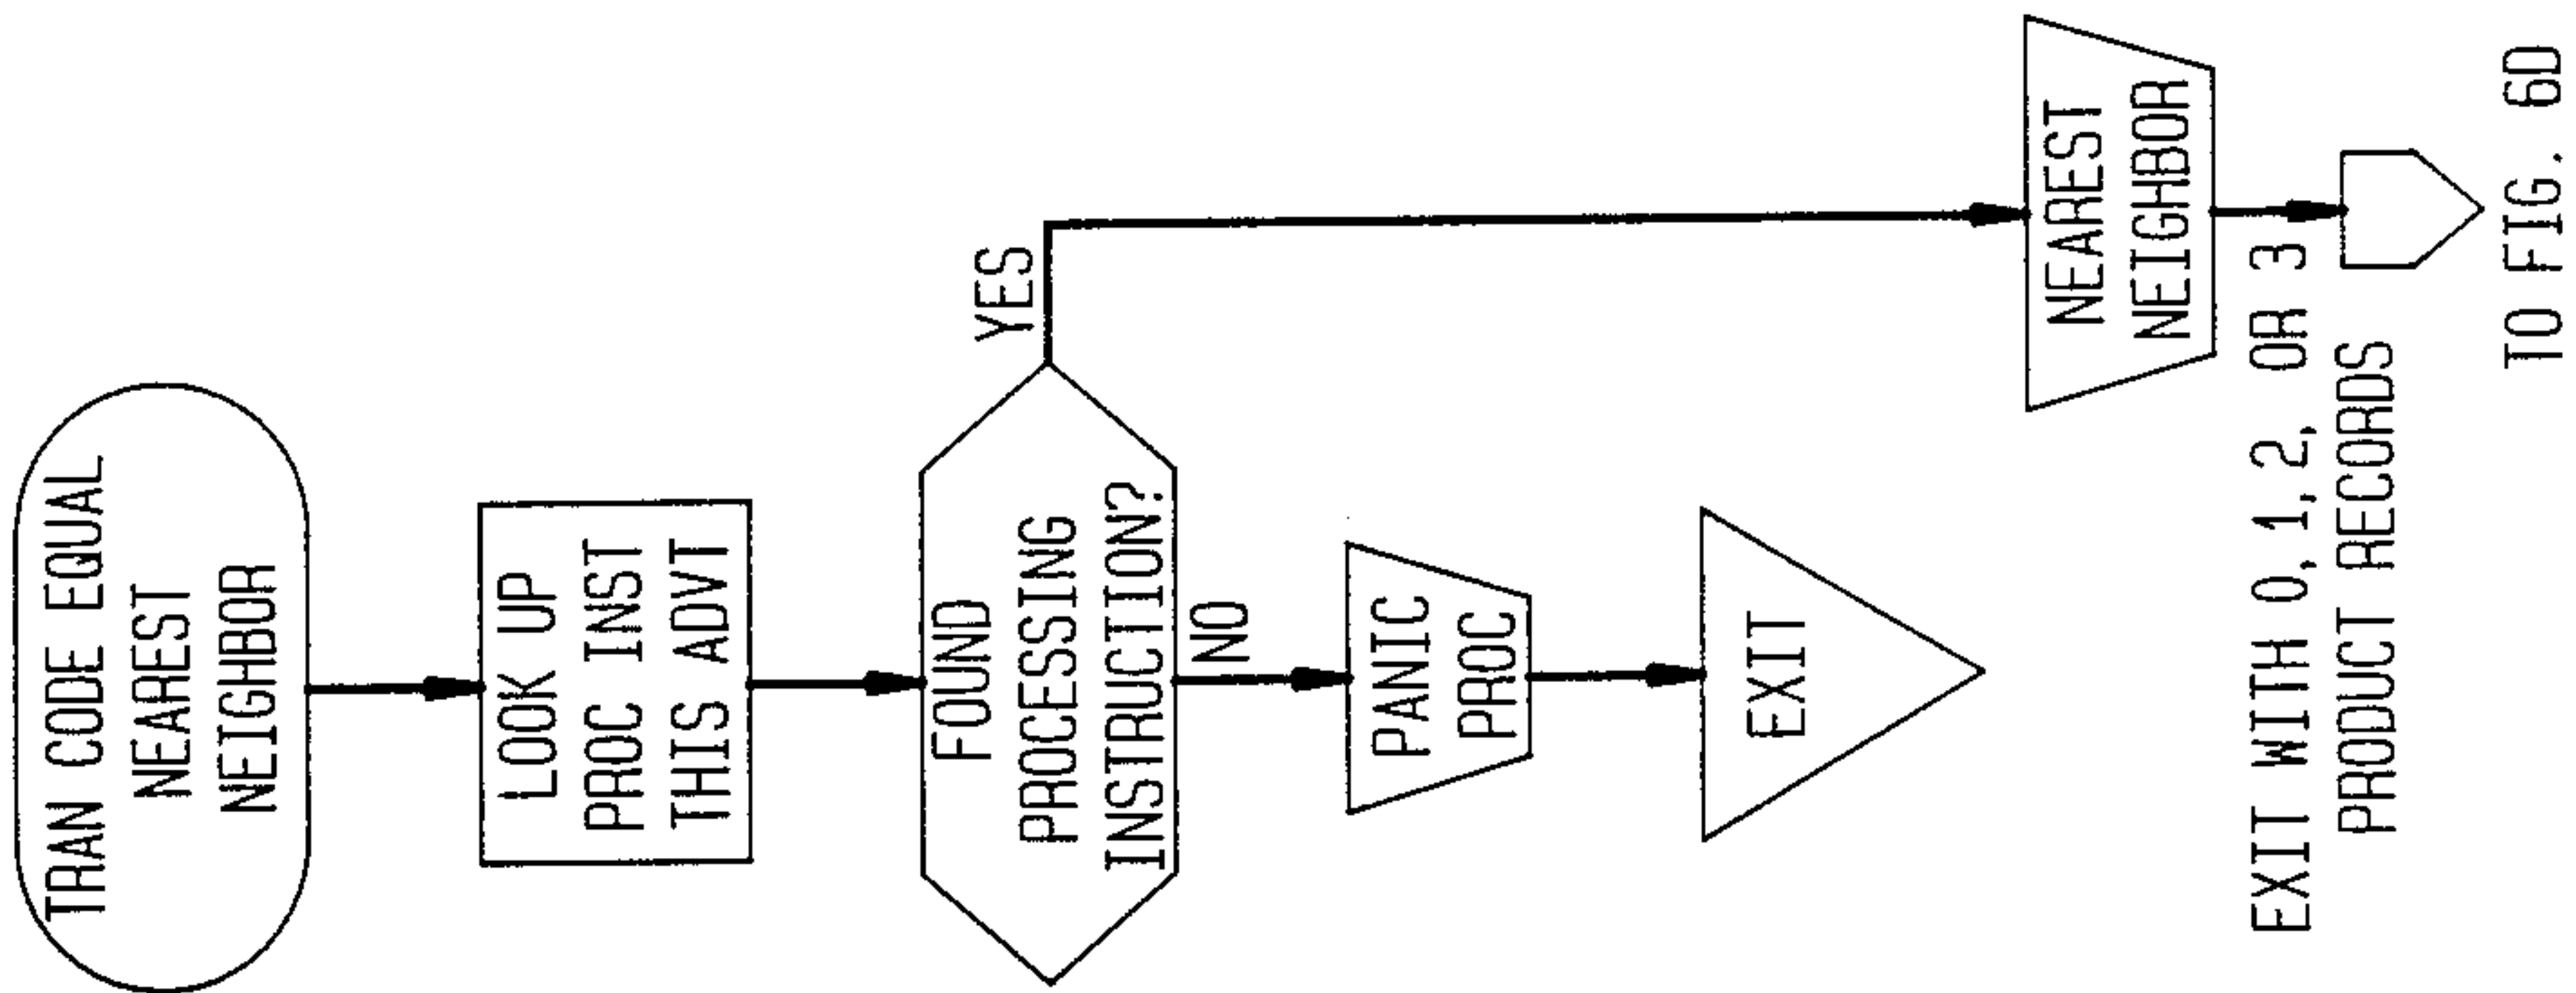 TRAN CODE EQUAL
NEAREST
NEIGHBOR
LOOK UP
PROC INST
THIS ADVT
FOUND
PROCESSING
INSTRUCTION?
YES
NO
PANIC
PROC
EXIT
NEAREST
NEIGHBOR
EXIT WITH 0,1,2, OR 3
PRODUCT RECORDS
TO FIG. 6D